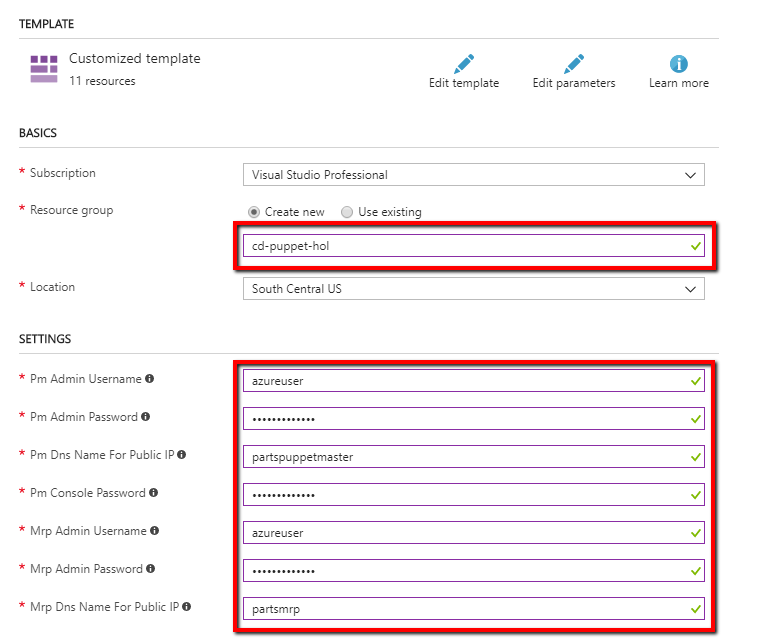 TEMPLATE
Customized template
11 resources
Edit template
Edit parameters
Learn more
BASICS
* Subscription
Visual Studio Professional
* Resource group
Create new
Use existing
cd-puppet-hol
* Location
South Central US
SETTINGS
* Pm Admin Username
azureuser
* Pm Admin Password
•••••••••••••
* Pm Dns Name For Public IP
partspuppetmaster
* Pm Console Password
•••••••••••••
* Mrp Admin Username
azureuser
* Mrp Admin Password
•••••••••••••
* Mrp Dns Name For Public IP
partsmrp